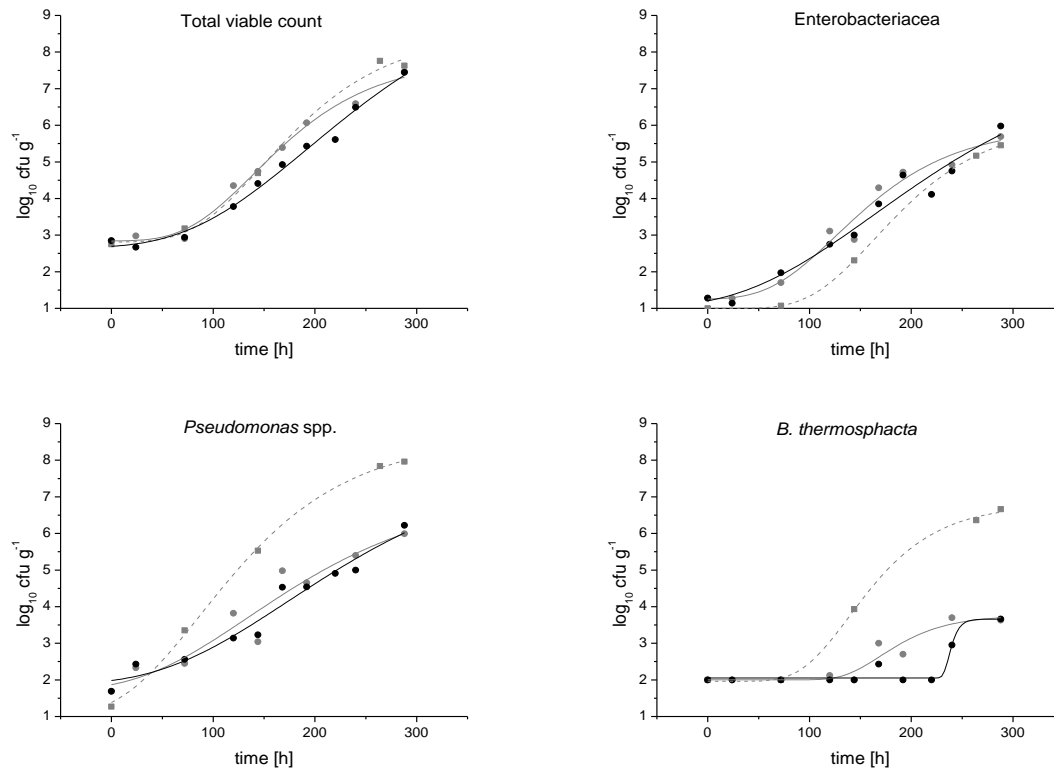 Total viable count
9
8
7
6
5
4
3
2
1
log₁₀ cfu g⁻¹
0 100 200 300
time [h]
Enterobacteriacea
9
8
7
6
5
4
3
2
1
log₁₀ cfu g⁻¹
0 100 200 300
time [h]
Pseudomonas spp.
9
8
7
6
5
4
3
2
1
log₁₀ cfu g⁻¹
0 100 200 300
time [h]
B. thermosphacta
9
8
7
6
5
4
3
2
1
log₁₀ cfu g⁻¹
0 100 200 300
time [h]